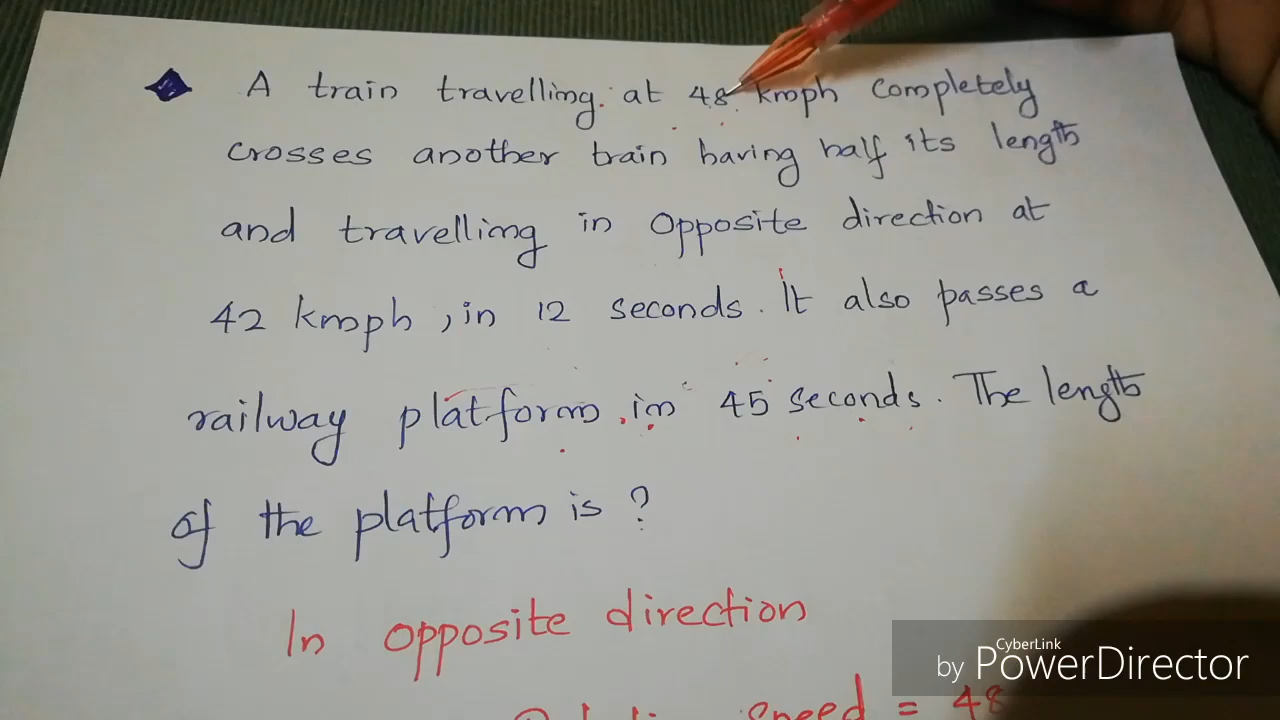 A train travelling at 48 kmph completely
crosses another train having half its length
and travelling in opposite direction at
42 kmph, in 12 seconds. It also passes a
railway platform in 45 seconds. The length
of the platform is ?
In opposite direction
speed = 48
CyberLink
by PowerDirector